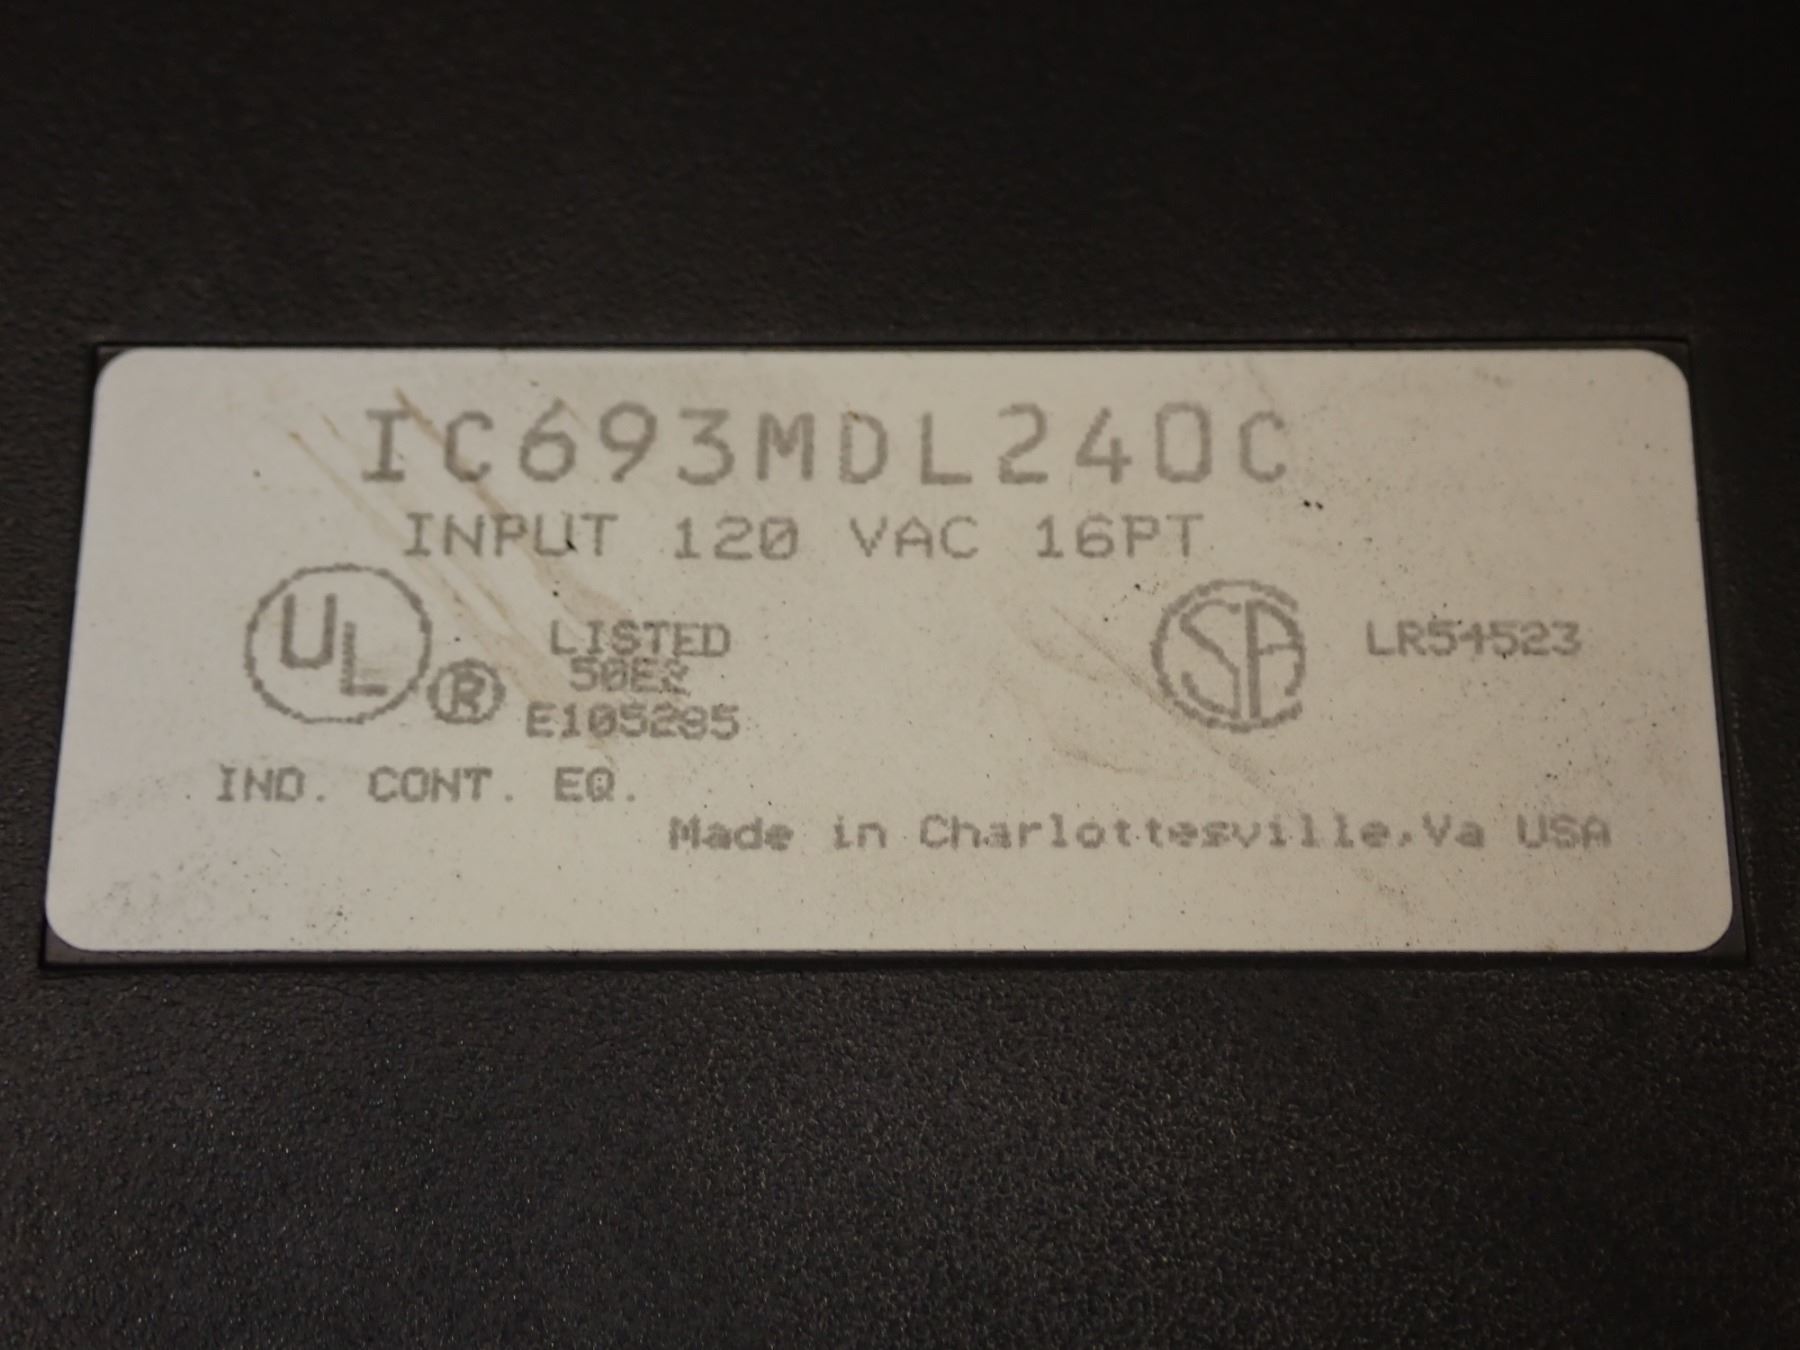 IC693MDL240C
INPUT 120 VAC 16PT
UL ®
LISTED
50E2
E105285
SA
LR54523
IND. CONT. EQ.
Made in Charlottesville,Va USA